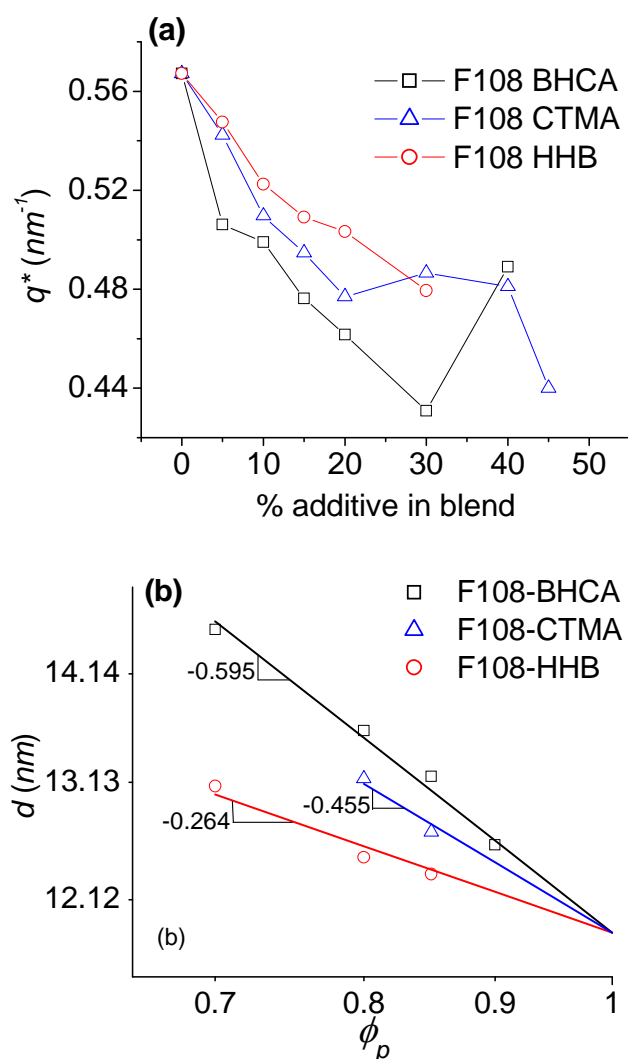 (a)
F108 BHCA
F108 CTMA
F108 HHB
0.56
0.52
0.48
0.44
q* (nm⁻¹)
0 10 20 30 40 50
% additive in blend
(b)
F108-BHCA
F108-CTMA
F108-HHB
14.14
13.13
12.12
d (nm)
-0.595
-0.455
-0.264
(b)
0.7 0.8 0.9 1
ϕp